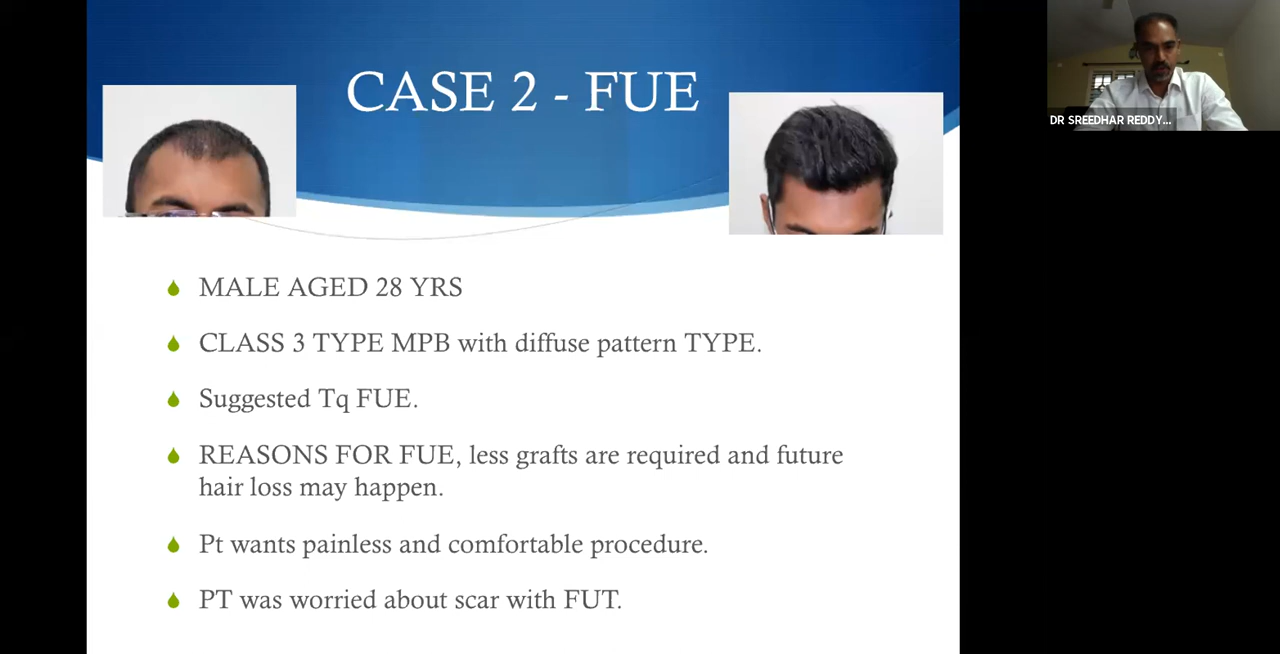 CASE 2 - FUE
DR SREEDHAR REDDY...
MALE AGED 28 YRS
CLASS 3 TYPE MPB with diffuse pattern TYPE.
Suggested Tq FUE.
REASONS FOR FUE, less grafts are required and future
hair loss may happen.
Pt wants painless and comfortable procedure.
PT was worried about scar with FUT.